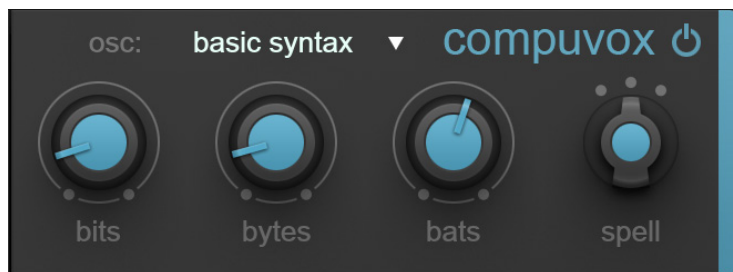 osc: basic syntax compuvox
bits bytes bats spell